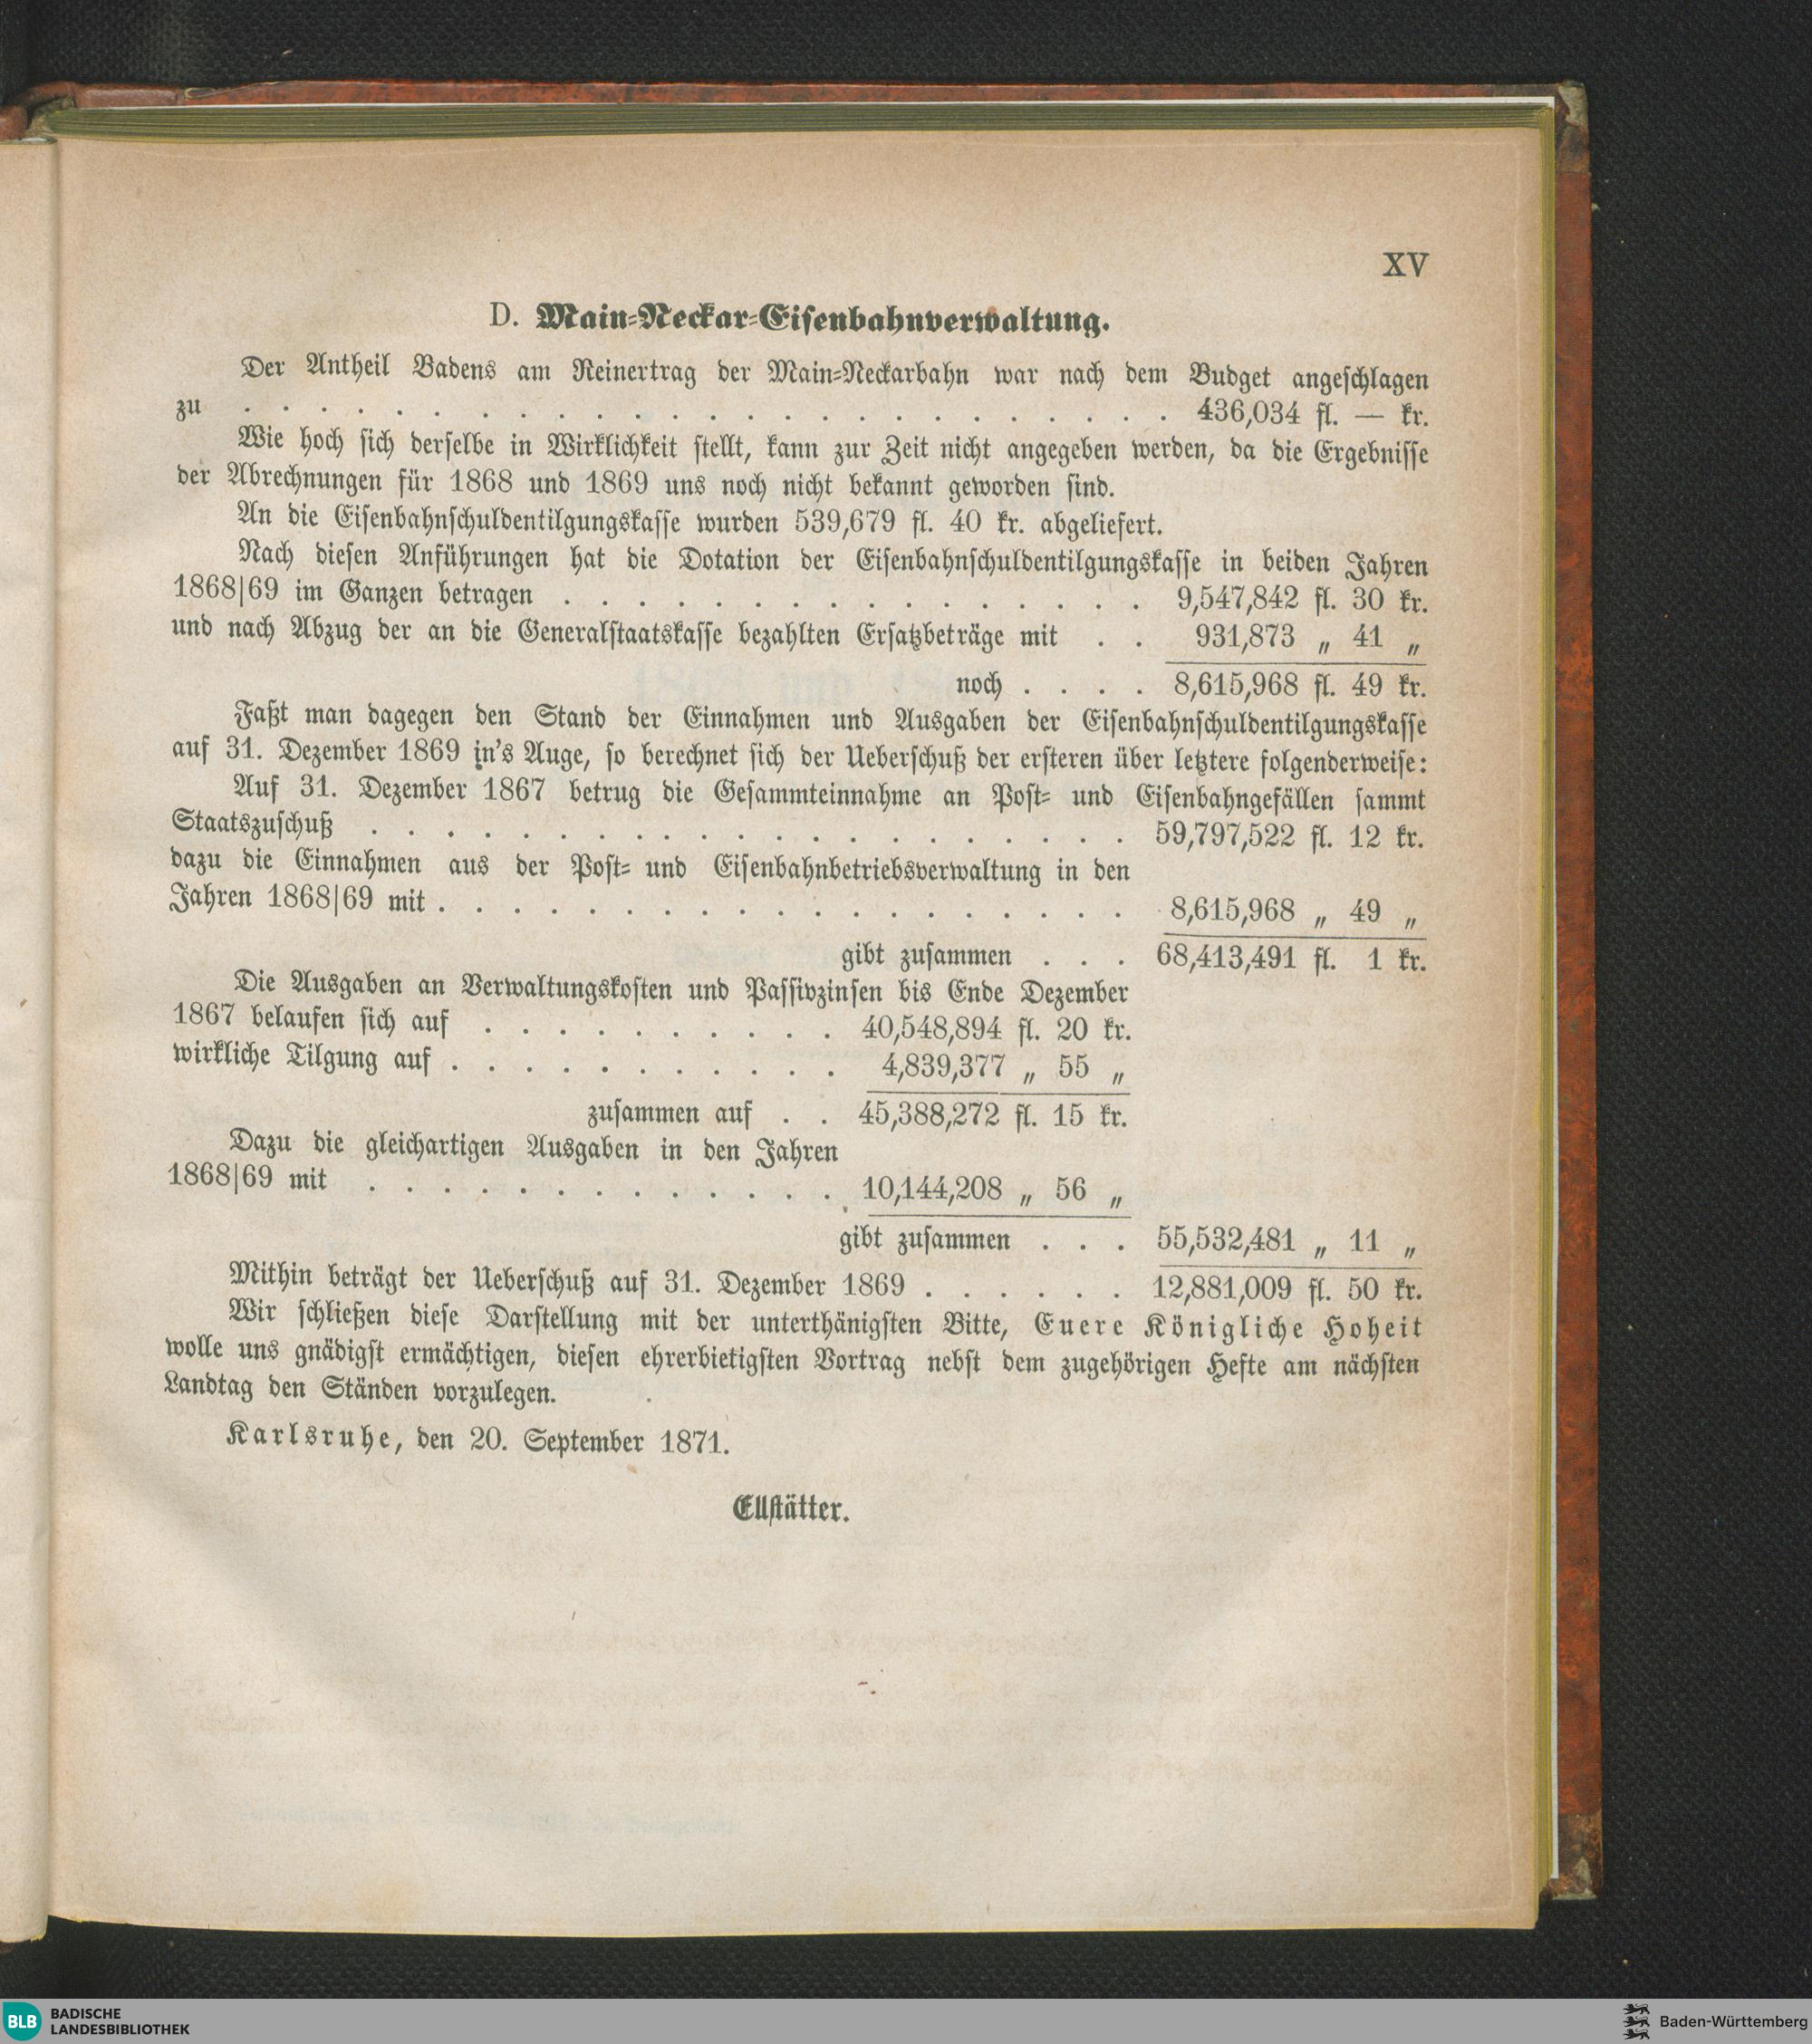 XV
D. Main-Neckar-Eisenbahnverwaltung.
Der Antheil Badens am Reinertrag der Main-Neckarbahn war nach dem Budget angeschlagen
zu . . . . . . . . . . . . . . . . . . . . . . . . 436,034 fl. — kr.
Wie hoch sich derselbe in Wirklichkeit stellt, kann zur Zeit nicht angegeben werden, da die Ergebnisse
der Abrechnungen für 1868 und 1869 uns noch nicht bekannt geworden sind.
An die Eisenbahnschuldentilgungskasse wurden 539,679 fl. 40 kr. abgeliefert.
Nach diesen Anführungen hat die Dotation der Eisenbahnschuldentilgungskasse in beiden Jahren
1868|69 im Ganzen betragen . . . . . . . . . . . . . . . 9,547,842 fl. 30 kr.
und nach Abzug der an die Generalstaatskasse bezahlten Ersatzbeträge mit . . 931,873 „ 41 „
noch . . . . 8,615,968 fl. 49 kr.
Faßt man dagegen den Stand der Einnahmen und Ausgaben der Eisenbahnschuldentilgungskasse
auf 31. Dezember 1869 in's Auge, so berechnet sich der Ueberschuß der ersteren über letztere folgenderweise:
Auf 31. Dezember 1867 betrug die Gesammteinnahme an Post- und Eisenbahngefällen sammt
Staatszuschuß . . . . . . . . . . . . . . . . . . . . 59,797,522 fl. 12 kr.
dazu die Einnahmen aus der Post- und Eisenbahnbetriebsverwaltung in den
Jahren 1868|69 mit . . . . . . . . . . . . . . . . . . . 8,615,968 „ 49 „
gibt zusammen . . . 68,413,491 fl. 1 kr.
Die Ausgaben an Verwaltungskosten und Passivzinsen bis Ende Dezember
1867 belaufen sich auf . . . . . . . . . . 40,548,894 fl. 20 kr.
wirkliche Tilgung auf . . . . . . . . . . . 4,839,377 „ 55 „
zusammen auf . . 45,388,272 fl. 15 kr.
Dazu die gleichartigen Ausgaben in den Jahren
1868|69 mit . . . . . . . . . . . . . 10,144,208 „ 56 „
gibt zusammen . . . 55,532,481 „ 11 „
Mithin beträgt der Ueberschuß auf 31. Dezember 1869 . . . . . . 12,881,009 fl. 50 kr.
Wir schließen diese Darstellung mit der unterthänigsten Bitte, Euere Königliche Hoheit
wolle uns gnädigst ermächtigen, diesen ehrerbietigsten Vortrag nebst dem zugehörigen Hefte am nächsten
Landtag den Ständen vorzulegen.
Karlsruhe, den 20. September 1871.
Ellstätter.
BLB BADISCHE
LANDESBIBLIOTHEK
Baden-Württemberg